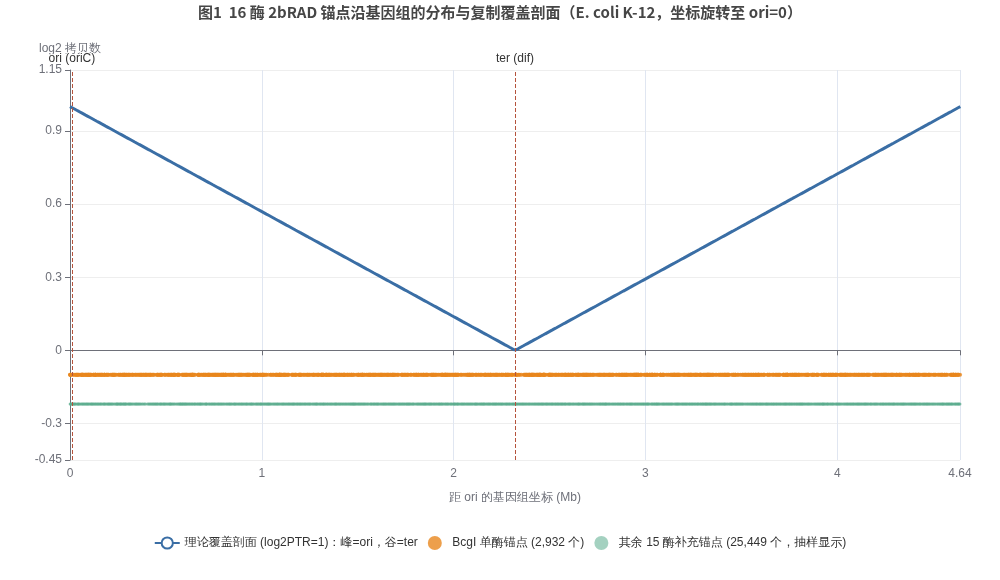 图1 16 酶 2bRAD 锚点沿基因组的分布与复制覆盖剖面（E. coli K-12，坐标旋转至 ori=0）
log2 拷贝数
ori (oriC)
ter (dif)
1.15
0.9
0.6
0.3
0
-0.3
-0.45
0
1
2
3
4
4.64
距 ori 的基因组坐标 (Mb)
理论覆盖剖面 (log2PTR=1)：峰=ori，谷=ter
BcgI 单酶锚点 (2,932 个)
其余 15 酶补充锚点 (25,449 个，抽样显示)